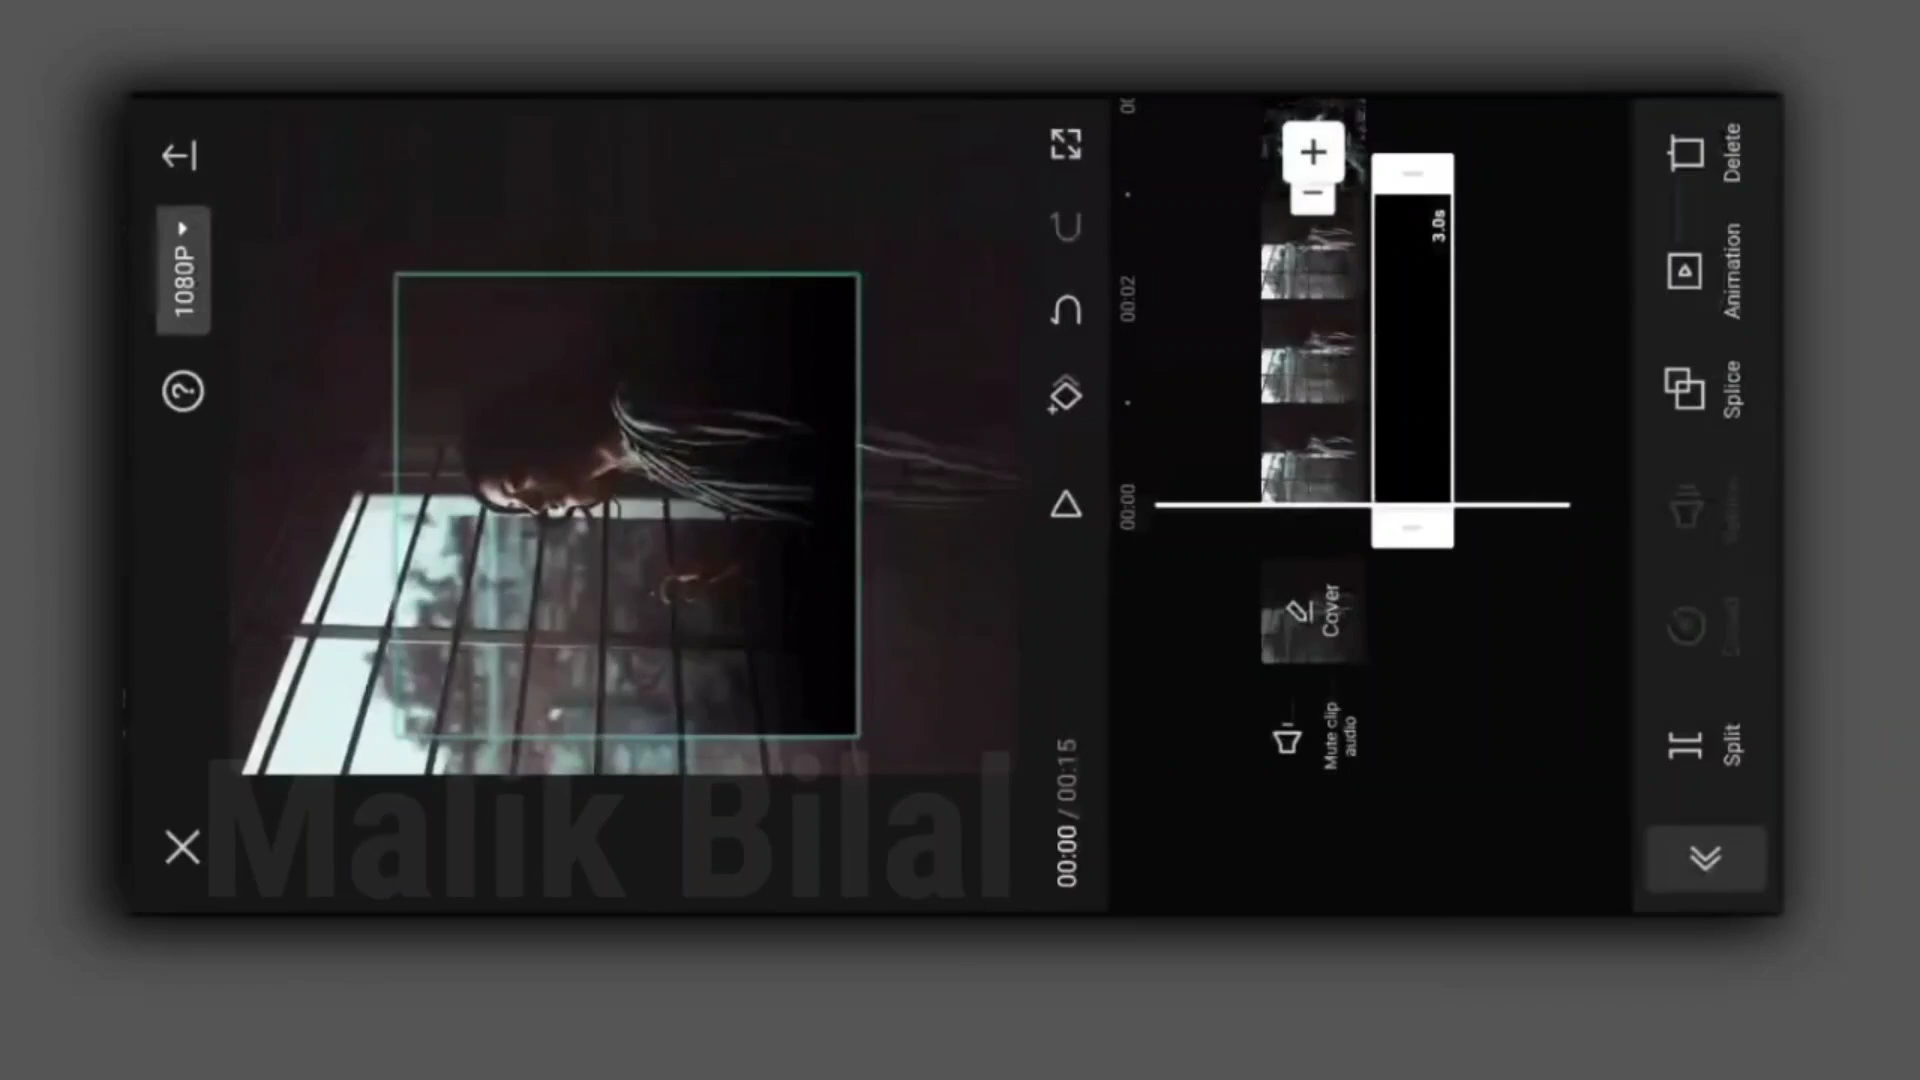 1080P
Malik Bilal
00:00 / 00:15
00:00
00:02
00
3.0s
Cover
Mute clip
audio
Split
Splice
Animation
Delete